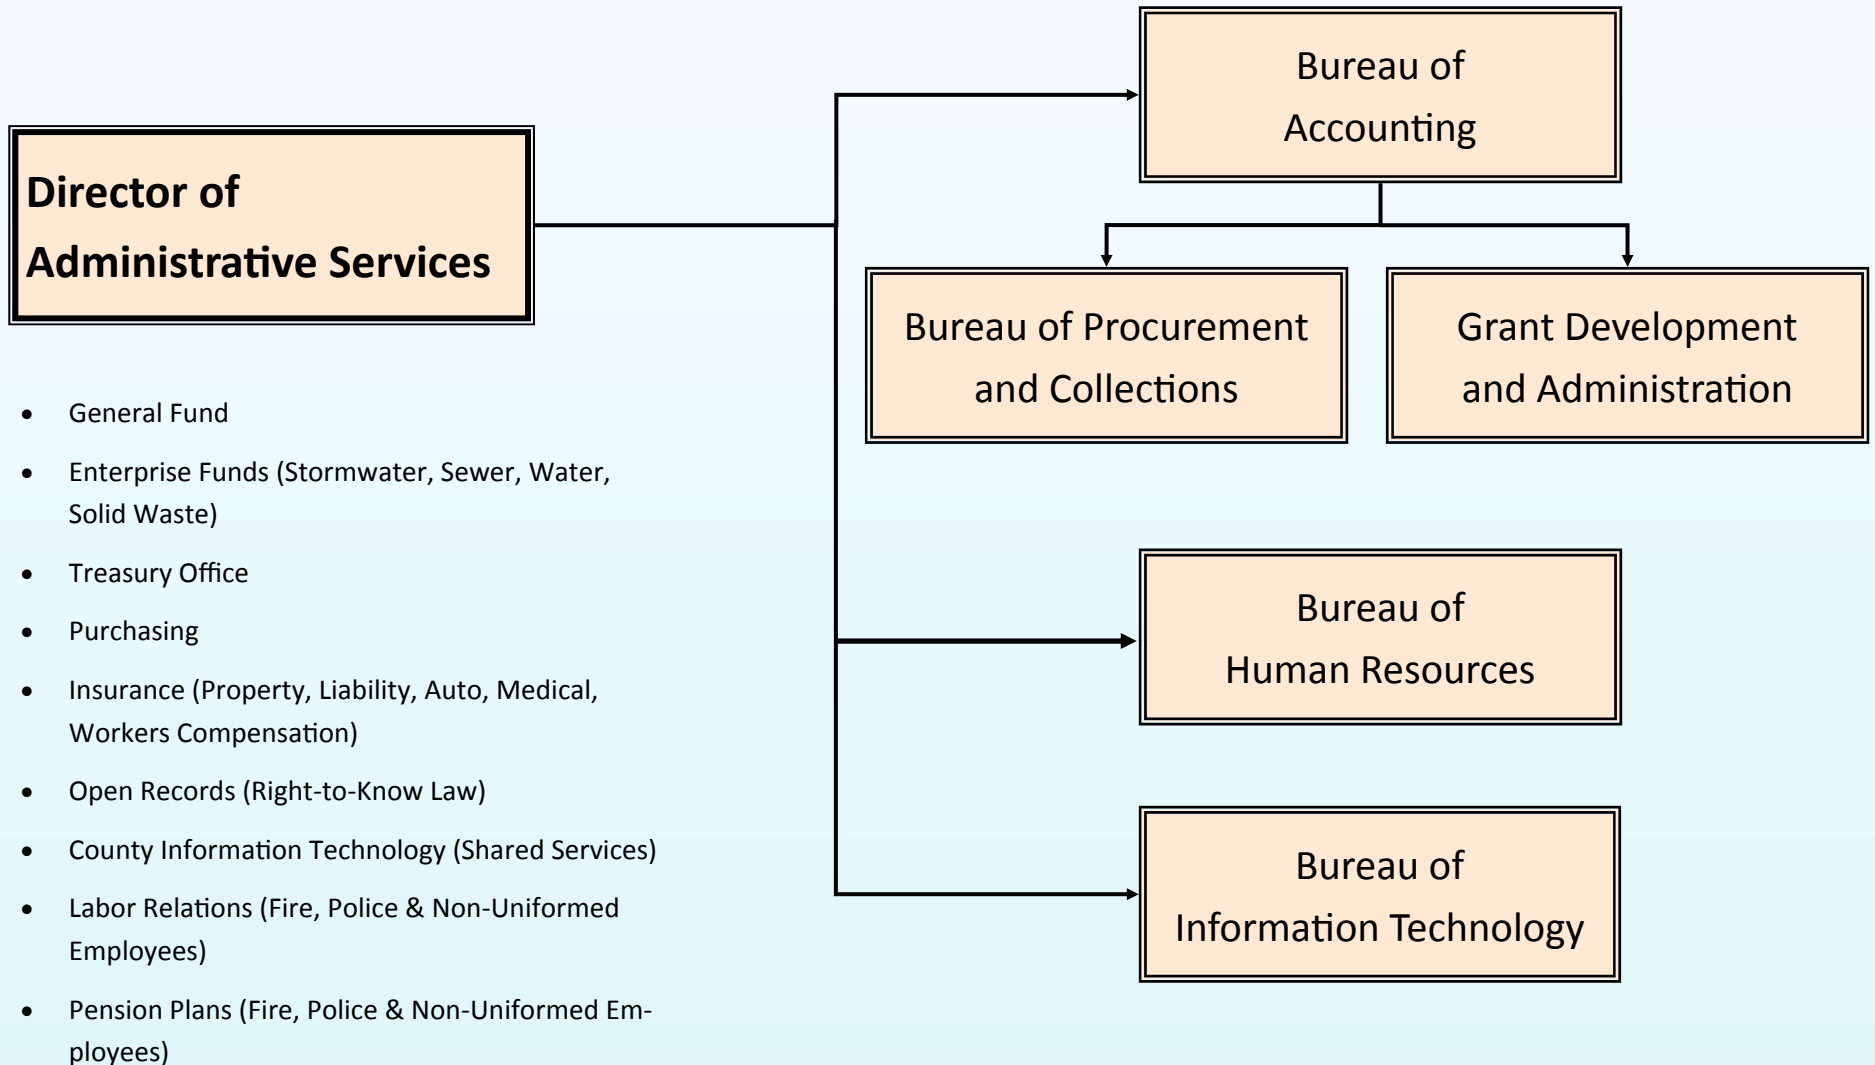 Director of
Administrative Services
• General Fund
• Enterprise Funds (Stormwater, Sewer, Water,
Solid Waste)
• Treasury Office
• Purchasing
• Insurance (Property, Liability, Auto, Medical,
Workers Compensation)
• Open Records (Right-to-Know Law)
• County Information Technology (Shared Services)
• Labor Relations (Fire, Police & Non-Uniformed
Employees)
• Pension Plans (Fire, Police & Non-Uniformed Em-
ployees)
Bureau of
Accounting
Bureau of Procurement
and Collections
Grant Development
and Administration
Bureau of
Human Resources
Bureau of
Information Technology